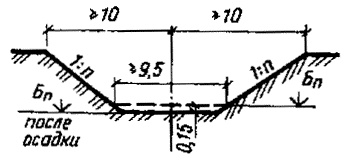 ≥10 ≥10
1:п ≥9,5 1:п
Бп Бп
после
осадки
0,15